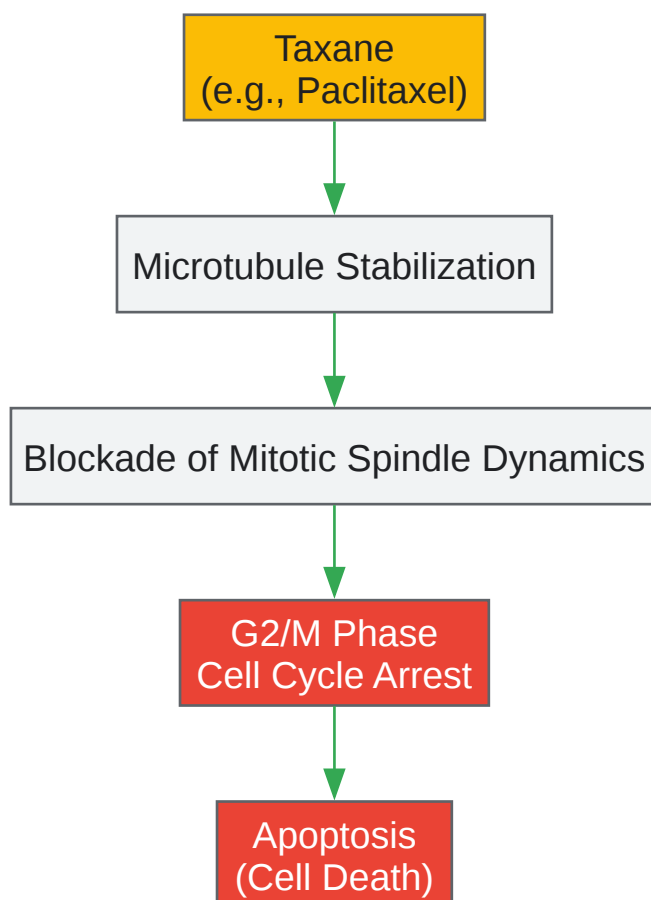 Taxane
(e.g., Paclitaxel)
Microtubule Stabilization
Blockade of Mitotic Spindle Dynamics
G2/M Phase
Cell Cycle Arrest
Apoptosis
(Cell Death)